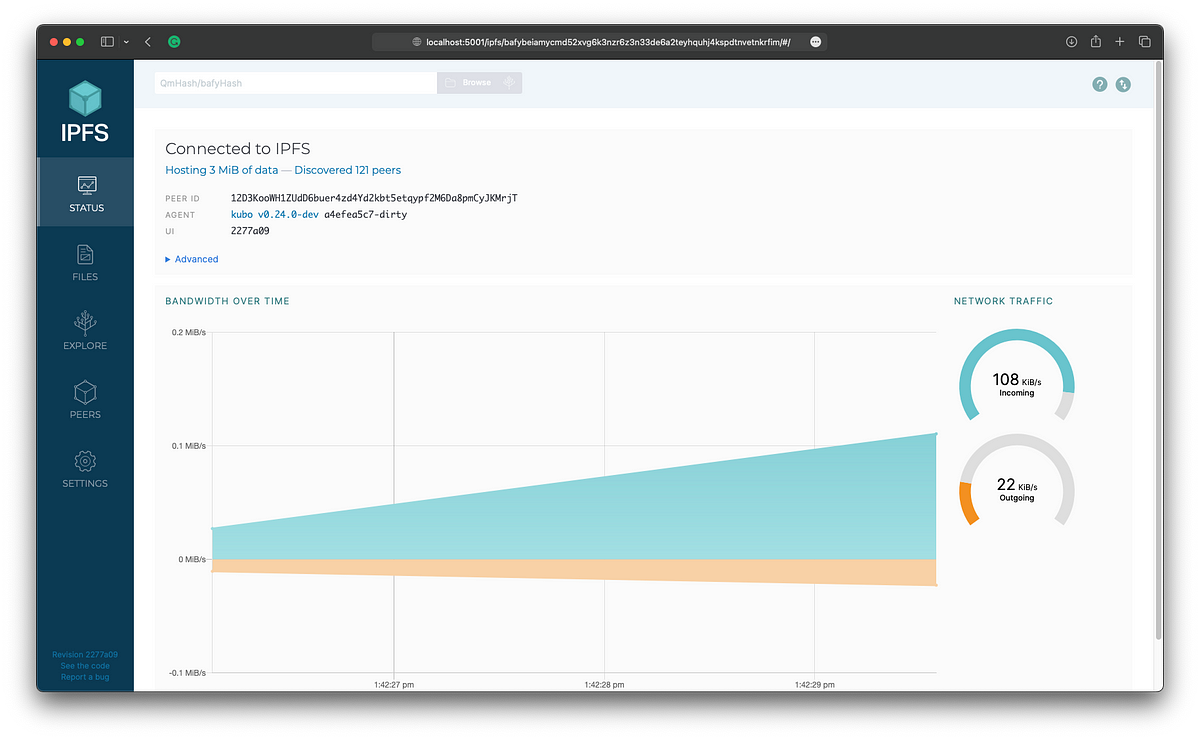 localhost:5001/ipfs/bafybeiamycmd52xvg6k3nzr6z3n33de6a2teyhquhj4kspdtnvetnkrfim/#/
IPFS
STATUS
FILES
EXPLORE
PEERS
SETTINGS
Revision 2277a09
See the code
Report a bug
QmHash/bafyHash
Browse
?
Connected to IPFS
Hosting 3 MiB of data — Discovered 121 peers
PEER ID 12D3KooWH1ZUdD6buer4zd4Yd2kbt5etqypf2M6Da8pmCyJKMrjT
AGENT kubo v0.24.0-dev a4efea5c7-dirty
UI 2277a09
Advanced
BANDWIDTH OVER TIME
0.2 MiB/s
0.1 MiB/s
0 MiB/s
-0.1 MiB/s
1:42:27 pm 1:42:28 pm 1:42:29 pm
NETWORK TRAFFIC
108 KiB/s
Incoming
22 KiB/s
Outgoing